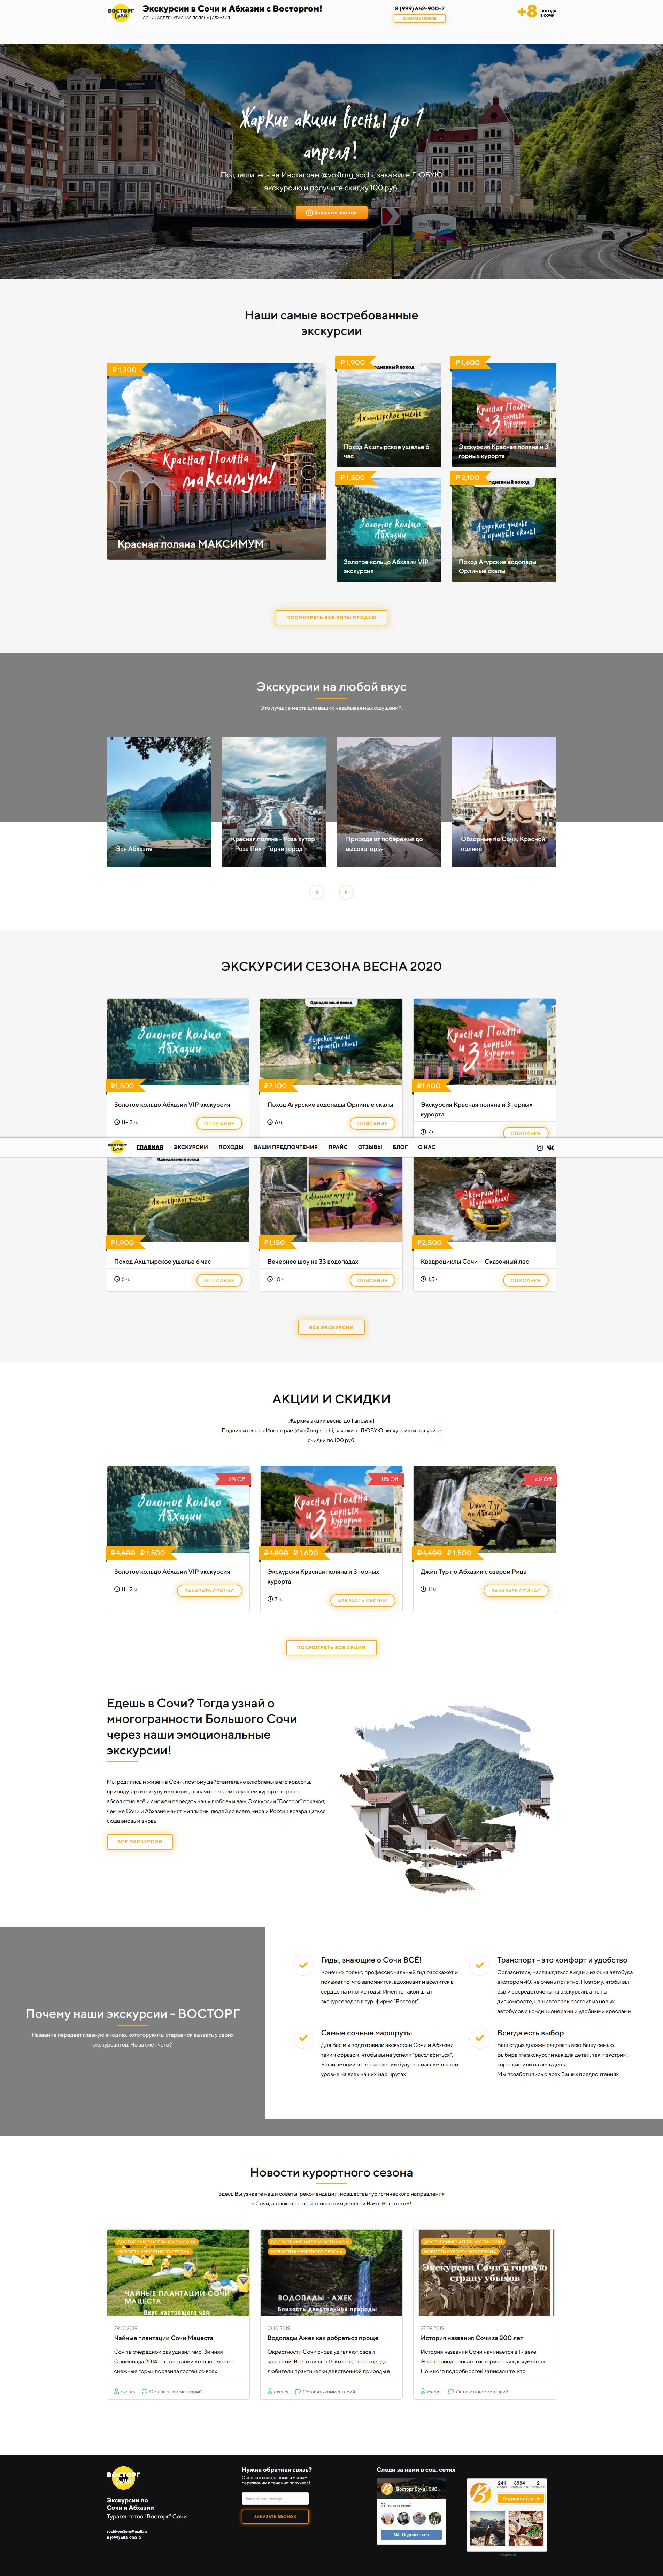 ВОСТОРГ
Сочи
Экскурсии в Сочи и Абхазии с Восторгом!
СОЧИ | АДЛЕР | КРАСНАЯ ПОЛЯНА | АБХАЗИЯ
8 (999) 652-900-2
ЗАКАЗАТЬ ЗВОНОК
+8
ПОГОДА
В СОЧИ
Жаркие акции весны до 1
апреля!
Подпишитесь на Инстаграм @vostorg_sochi, закажите ЛЮБУЮ
экскурсию и получите скидку 100 руб.
Заказать звонок
Наши самые востребованные
экскурсии
₽ 1,300
Красная Поляна
максимум!
Красная поляна МАКСИМУМ
₽ 1,900
Ахштырское ущелье
Поход Ахштырское ущелье 6
час
₽ 1,600
Красная Поляна
и 3 горных
курорта
Экскурсия Красная поляна и 3
горных курорта
₽ 1,500
Золотое Кольцо
Абхазии
Золотое кольцо Абхазии VIP
экскурсия
₽ 2,100
Агурское ущелье
и орлиные скалы!
Поход Агурские водопады
Орлиные скалы
ПОСМОТРЕТЬ ВСЕ ХИТЫ ПРОДАЖ
Экскурсии на любой вкус
Это лучшие места для ваших незабываемых ощущений.
Вся Абхазия
Красная поляна - Роза хутор
- Роза Пик - Горки город
Природа от побережья до
высокогорья
Обзорные по Сочи, Красной
поляне
ЭКСКУРСИИ СЕЗОНА ВЕСНА 2020
Золотое Кольцо
Абхазии
₽1,500
Золотое кольцо Абхазии VIP экскурсия
11-12 ч.
ОПИСАНИЕ
Однодневный поход
Агурское ущелье
и орлиные скалы!
₽2,100
Поход Агурские водопады Орлиные скалы
6 ч.
ОПИСАНИЕ
Красная Поляна
и 3 горных
курорта
₽1,600
Экскурсия Красная поляна и 3 горных
курорта
7 ч.
ОПИСАНИЕ
ВОСТОРГ
Сочи
ГЛАВНАЯ ЭКСКУРСИИ ПОХОДЫ ВАШИ ПРЕДПОЧТЕНИЯ ПРАЙС ОТЗЫВЫ БЛОГ О НАС
Однодневный поход
Ахштырское ущелье
₽1,900
Поход Ахштырское ущелье 6 час
6 ч.
ОПИСАНИЕ
₽1,150
Вечернее шоу на 33 водопадах
10 ч.
ОПИСАНИЕ
₽2,500
Квадроциклы Сочи — Сказочный лес
1,5 ч.
ОПИСАНИЕ
ВСЕ ЭКСКУРСИИ
АКЦИИ И СКИДКИ
Жаркие акции весны до 1 апреля!
Подпишитесь на Инстаграм @vostorg_sochi, закажите ЛЮБУЮ экскурсию и получите
скидки по 100 руб.
6% Off
Золотое Кольцо
Абхазии
₽ 1,600 ₽ 1,500
Золотое кольцо Абхазии VIP экскурсия
11-12 ч.
ЗАКАЗАТЬ СЕЙЧАС
11% Off
Красная Поляна
и 3 горных
курорта
₽ 1,800 ₽ 1,600
Экскурсия Красная поляна и 3 горных
курорта
7 ч.
ЗАКАЗАТЬ СЕЙЧАС
6% Off
Джип Тур
по Абхазии!
₽ 1,600 ₽ 1,500
Джип Тур по Абхазии с озером Рица
11 ч.
ЗАКАЗАТЬ СЕЙЧАС
ПОСМОТРЕТЬ ВСЕ АКЦИИ
Едешь в Сочи? Тогда узнай о
многогранности Большого Сочи
через наши эмоциональные
экскурсии!
Мы родились и живём в Сочи, поэтому действительно влюблены в его красоты,
природу, архитектуру и колорит, а значит - знаем о лучшем курорте страны
абсолютно всё и сможем передать нашу любовь и вам. Экскурсии "Восторг" покажут,
чем же Сочи и Абхазия манят миллионы людей со всего мира и России возвращаться
сюда вновь и вновь
ВСЕ ЭКСКУРСИИ
Почему наши экскурсии - ВОСТОРГ
Название передает главную эмоцию, которую мы стараемся вызвать у своих
экскурсантов. Но за счет чего?
Гиды, знающие о Сочи ВСЁ!
Конечно, только профессиональный гид расскажет и
покажет то, что запомнится, вдохновит и вселится в
сердце на многие годы! Именно такой штат
экскурсоводов в тур-фирме "Восторг"
Транспорт - это комфорт и удобство
Согласитесь, наслаждаться видами из окна автобуса
в котором 40, не очень приятно. Поэтому, чтобы вы
были сосредоточены на экскурсии, а не на
дискомфорте, наш автопарк состоит из новых
автобусов с кондиционерами и удобными креслами
Самые сочные маршруты
Для Вас мы подготовили экскурсии Сочи и Абхазии
таким образом, чтобы вы не успели "расслабиться".
Ваши эмоции от впечатлений будут на максимальном
уровне на всех наших маршрутах!
Всегда есть выбор
Ваш отдых должен радовать всю Вашу семью.
Выбирайте экскурсии как для детей, так и экстрим,
короткие или на весь день.
Мы позаботились о всех Ваших предпочтениях
Новости курортного сезона
Здесь Вы узнаете наши советы, рекомендации, новшества туристического направления
в Сочи, а также всё то, что мы хотим донести Вам с Восторгом!
ДОСТОПРИМЕЧАТЕЛЬНОСТИ СОЧИ
НОВОСТИ КУРОРТНОГО СЕЗОНА
ЧАЙНЫЕ ПЛАНТАЦИИ СОЧИ
МАЦЕСТА
Вкус настоящего чая
29.10.2019
Чайные плантации Сочи Мацеста
Сочи в очередной раз удивил мир. Зимняя
Олимпиада 2014 г. в сочетании «тёплое море —
снежные горы» поразила гостей со всех
excurs Оставить комментарий
ДОСТОПРИМЕЧАТЕЛЬНОСТИ СОЧИ
НОВОСТИ КУРОРТНОГО СЕЗОНА
ВОДОПАДЫ АЖЕК
Близость девственной природы
01.10.2019
Водопады Ажек как добраться проще
Окрестности Сочи снова удивляют своей
красотой. Всего лишь в 15 км от центра города
любители практически девственной природы в
excurs Оставить комментарий
ДОСТОПРИМЕЧАТЕЛЬНОСТИ СОЧИ
НОВОСТИ КУРОРТНОГО СЕЗОНА
Экскурсии Сочи в горную
страну убыхов
27.09.2019
История названия Сочи за 200 лет
История названия Сочи начинается в 19 веке.
Этот период описан в исторических документах.
Но много подробностей записали те, кто
excurs Оставить комментарий
ВОСТОРГ
Экскурсии по
Сочи и Абхазии
Турагентство "Восторг" Сочи
sochi-vostorg@mail.ru
8 (999) 652-900-2
Нужна обратная связь?
Оставьте свои данные и мы вам
перезвоним в течение получаса!
ЗАКАЗАТЬ ЗВОНОК
Следи за нами в соц. сетях
Подписаться
241 3994 2
Подписаться